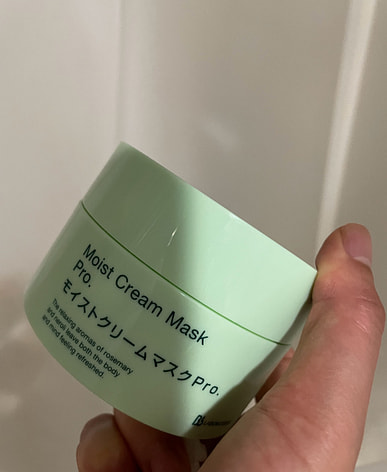 Moist Cream Mask
Pro.
モイストクリームマスクPro.
The relaxing aromas of rosemary
and neroli leave both the body
and mind feeling refreshed.